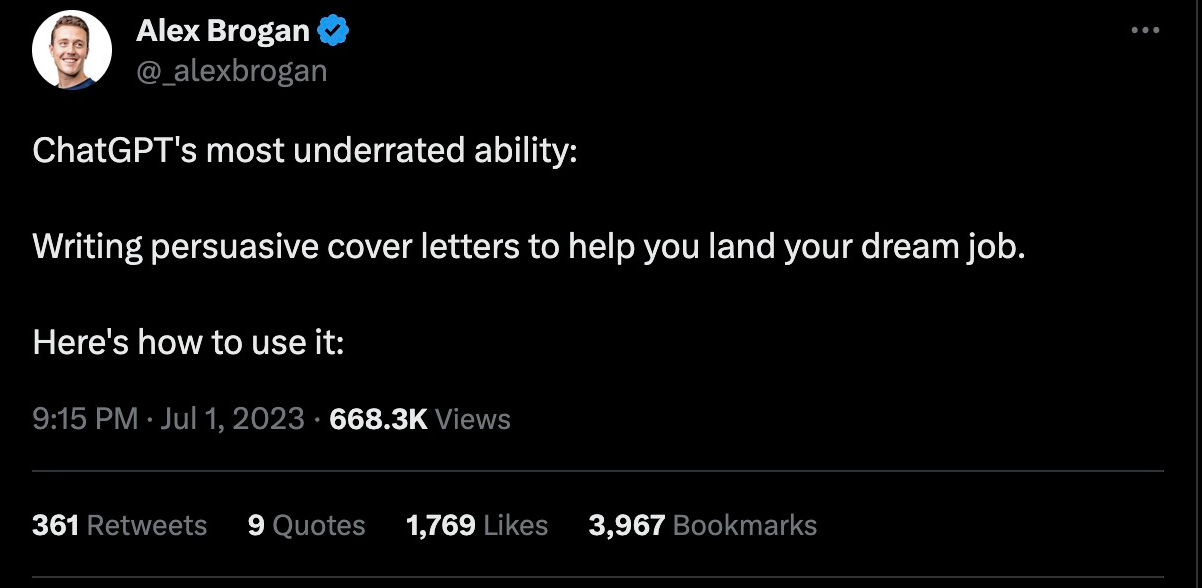 Alex Brogan
@_alexbrogan
ChatGPT's most underrated ability:
Writing persuasive cover letters to help you land your dream job.
Here's how to use it:
9:15 PM · Jul 1, 2023 · 668.3K Views
361 Retweets 9 Quotes 1,769 Likes 3,967 Bookmarks